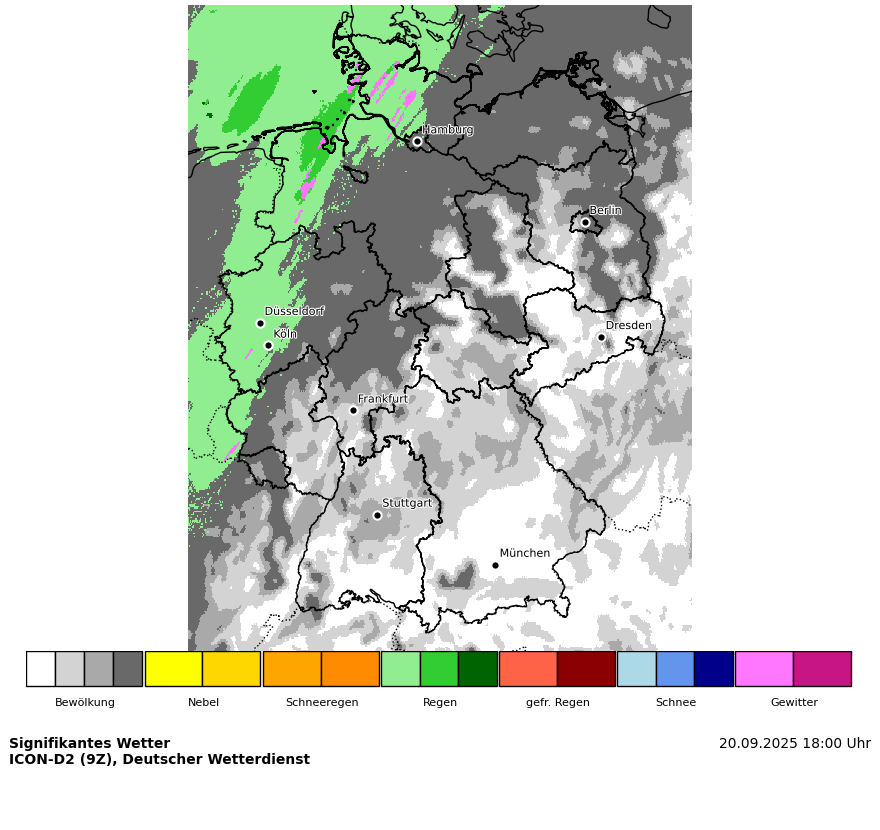 Hamburg
Berlin
Düsseldorf
Köln
Dresden
Frankfurt
Stuttgart
München
Bewölkung Nebel Schneeregen Regen gefr. Regen Schnee Gewitter
Signifikantes Wetter 20.09.2025 18:00 Uhr
ICON-D2 (9Z), Deutscher Wetterdienst